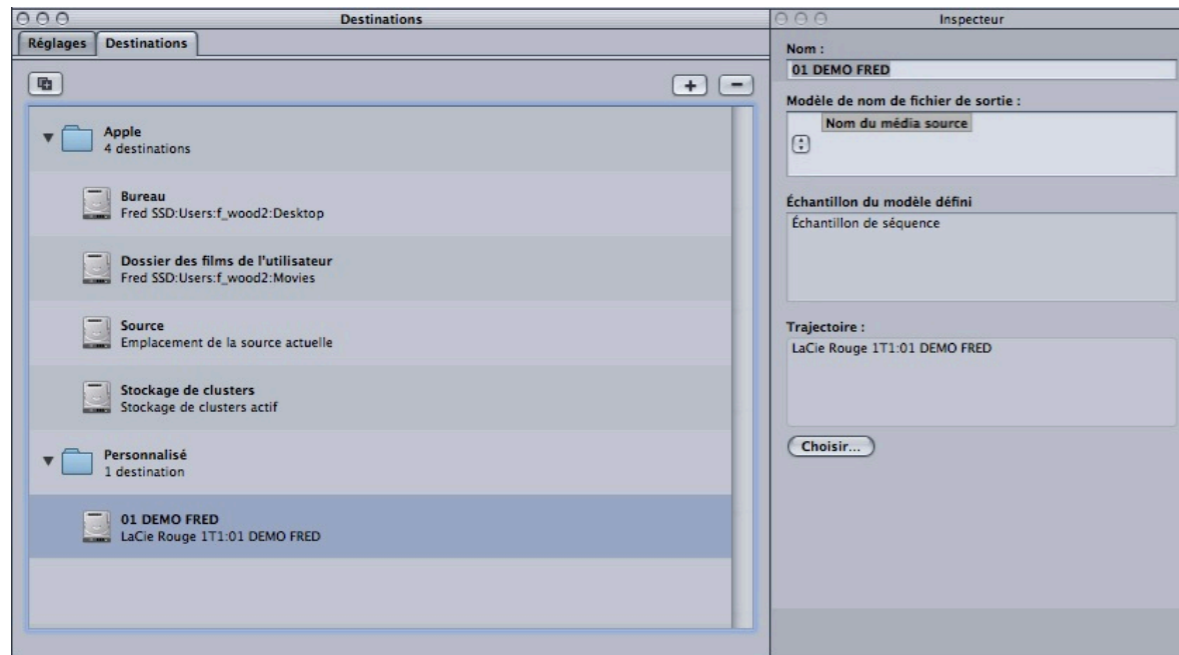 Destinations
Réglages
Destinations
Apple
4 destinations
Bureau
Fred SSD:Users:f_wood2:Desktop
Dossier des films de l'utilisateur
Fred SSD:Users:f_wood2:Movies
Source
Emplacement de la source actuelle
Stockage de clusters
Stockage de clusters actif
Personnalisé
1 destination
01 DEMO FRED
LaCie Rouge 1T1:01 DEMO FRED
Inspecteur
Nom :
01 DEMO FRED
Modèle de nom de fichier de sortie :
Nom du média source
Échantillon du modèle défini
Échantillon de séquence
Trajectoire :
LaCie Rouge 1T1:01 DEMO FRED
Choisir...